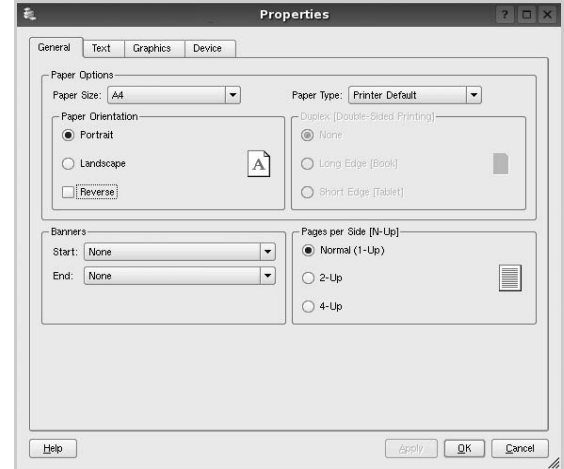 Properties
General Text Graphics Device
Paper Options
Paper Size: A4 Paper Type: Printer Default
Paper Orientation
Portrait
Landscape
A
Reverse
Duplex [Double-Sided Printing]
None
Long Edge [Book]
Short Edge [Tablet]
Banners
Start: None
End: None
Pages per Side [N-Up]
Normal (1-Up)
2-Up
4-Up
Help Apply OK Cancel